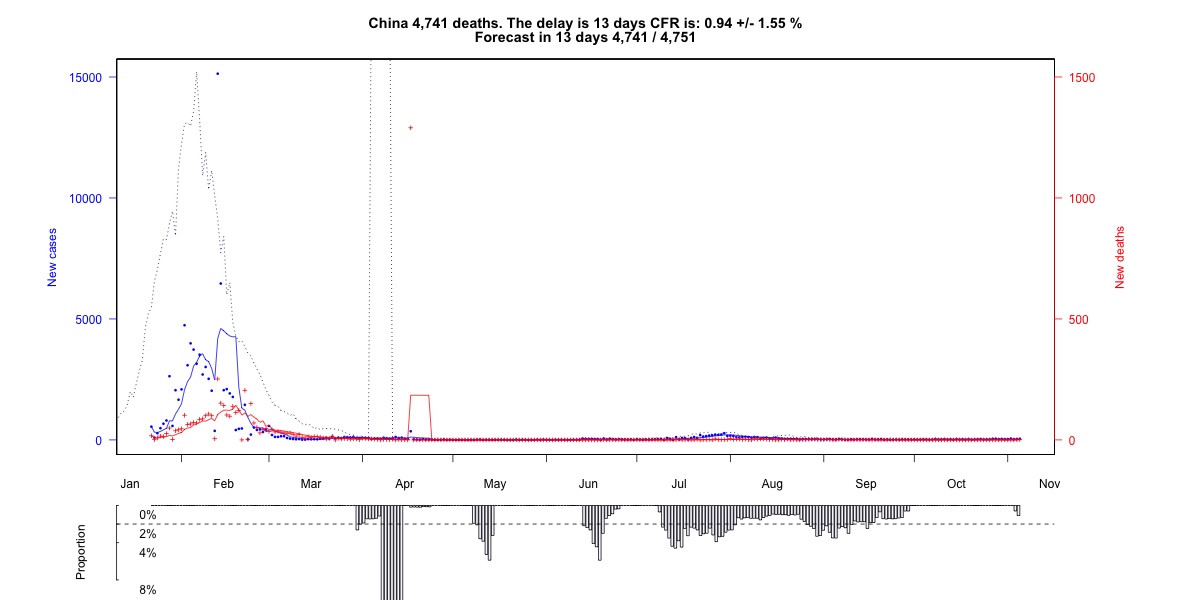 China 4,741 deaths. The delay is 13 days CFR is: 0.94 +/- 1.55 %
Forecast in 13 days 4,741 / 4,751
15000
10000
5000
0
New cases
1500
1000
500
0
New deaths
Jan Feb Mar Apr May Jun Jul Aug Sep Oct Nov
0%
2%
4%
8%
Proportion